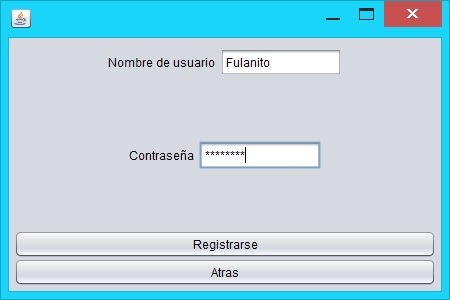 Nombre de usuario Fulanito
Contraseña ********
Registrarse
Atras